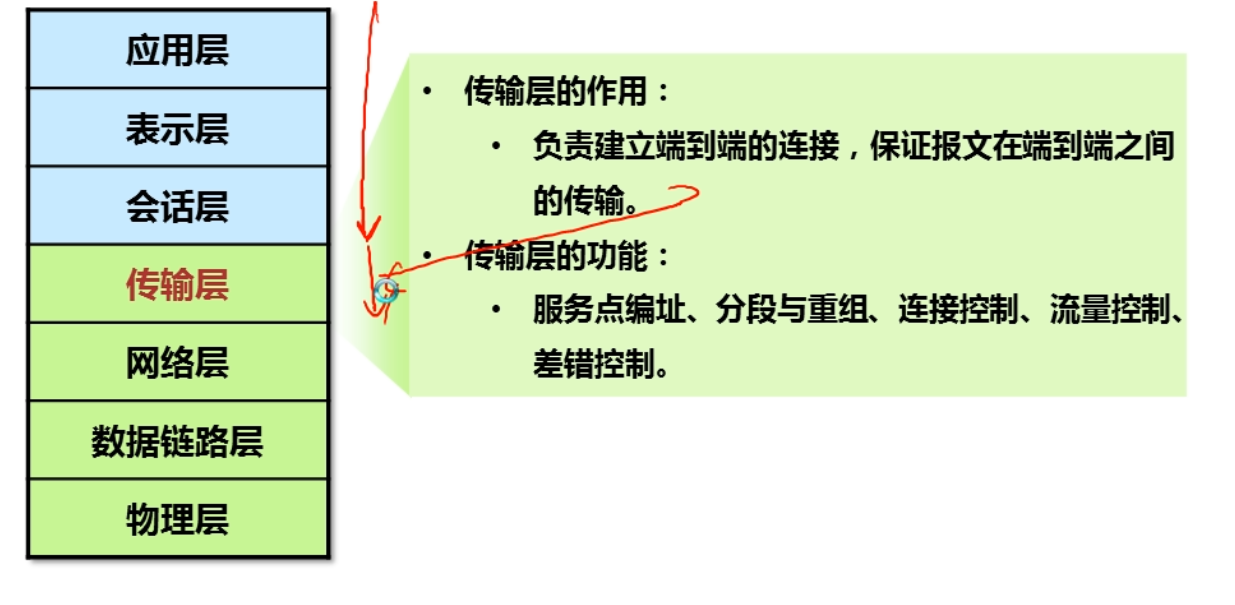 应用层
表示层
会话层
传输层
网络层
数据链路层
物理层
• 传输层的作用：
• 负责建立端到端的连接，保证报文在端到端之间
的传输。
• 传输层的功能：
• 服务点编址、分段与重组、连接控制、流量控制、
差错控制。